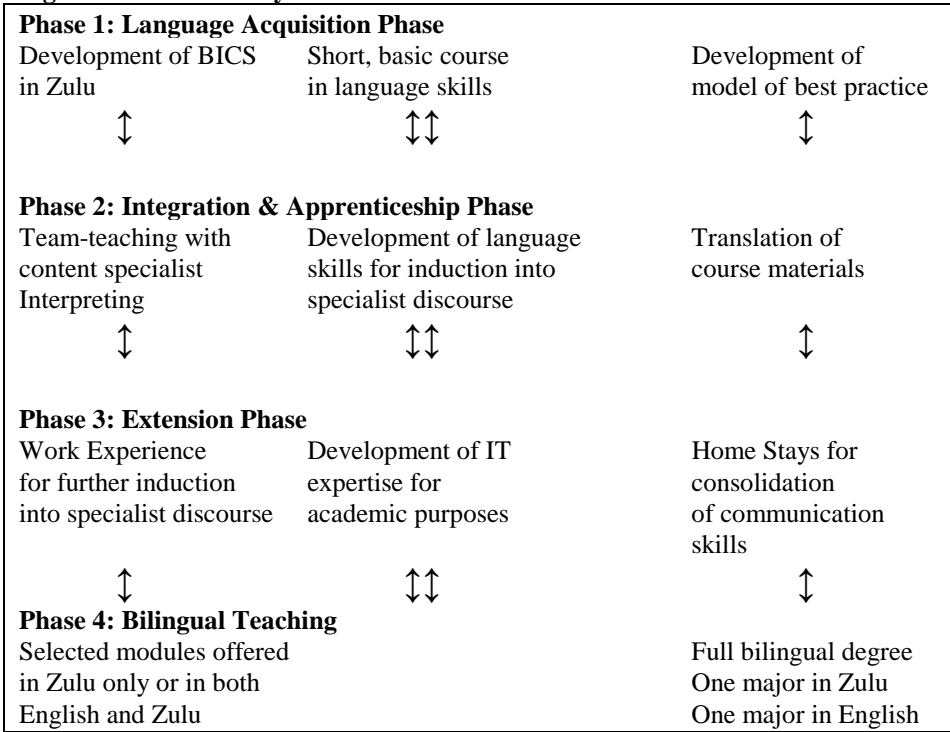 Phase 1: Language Acquisition Phase
Development of BICS Short, basic course Development of
in Zulu in language skills model of best practice
↕ ↕↕ ↕
Phase 2: Integration & Apprenticeship Phase
Team-teaching with Development of language Translation of
content specialist skills for induction into course materials
Interpreting specialist discourse
↕ ↕↕ ↕
Phase 3: Extension Phase
Work Experience Development of IT Home Stays for
for further induction expertise for consolidation
into specialist discourse academic purposes of communication
skills
↕ ↕↕ ↕
Phase 4: Bilingual Teaching
Selected modules offered Full bilingual degree
in Zulu only or in both One major in Zulu
English and Zulu One major in English